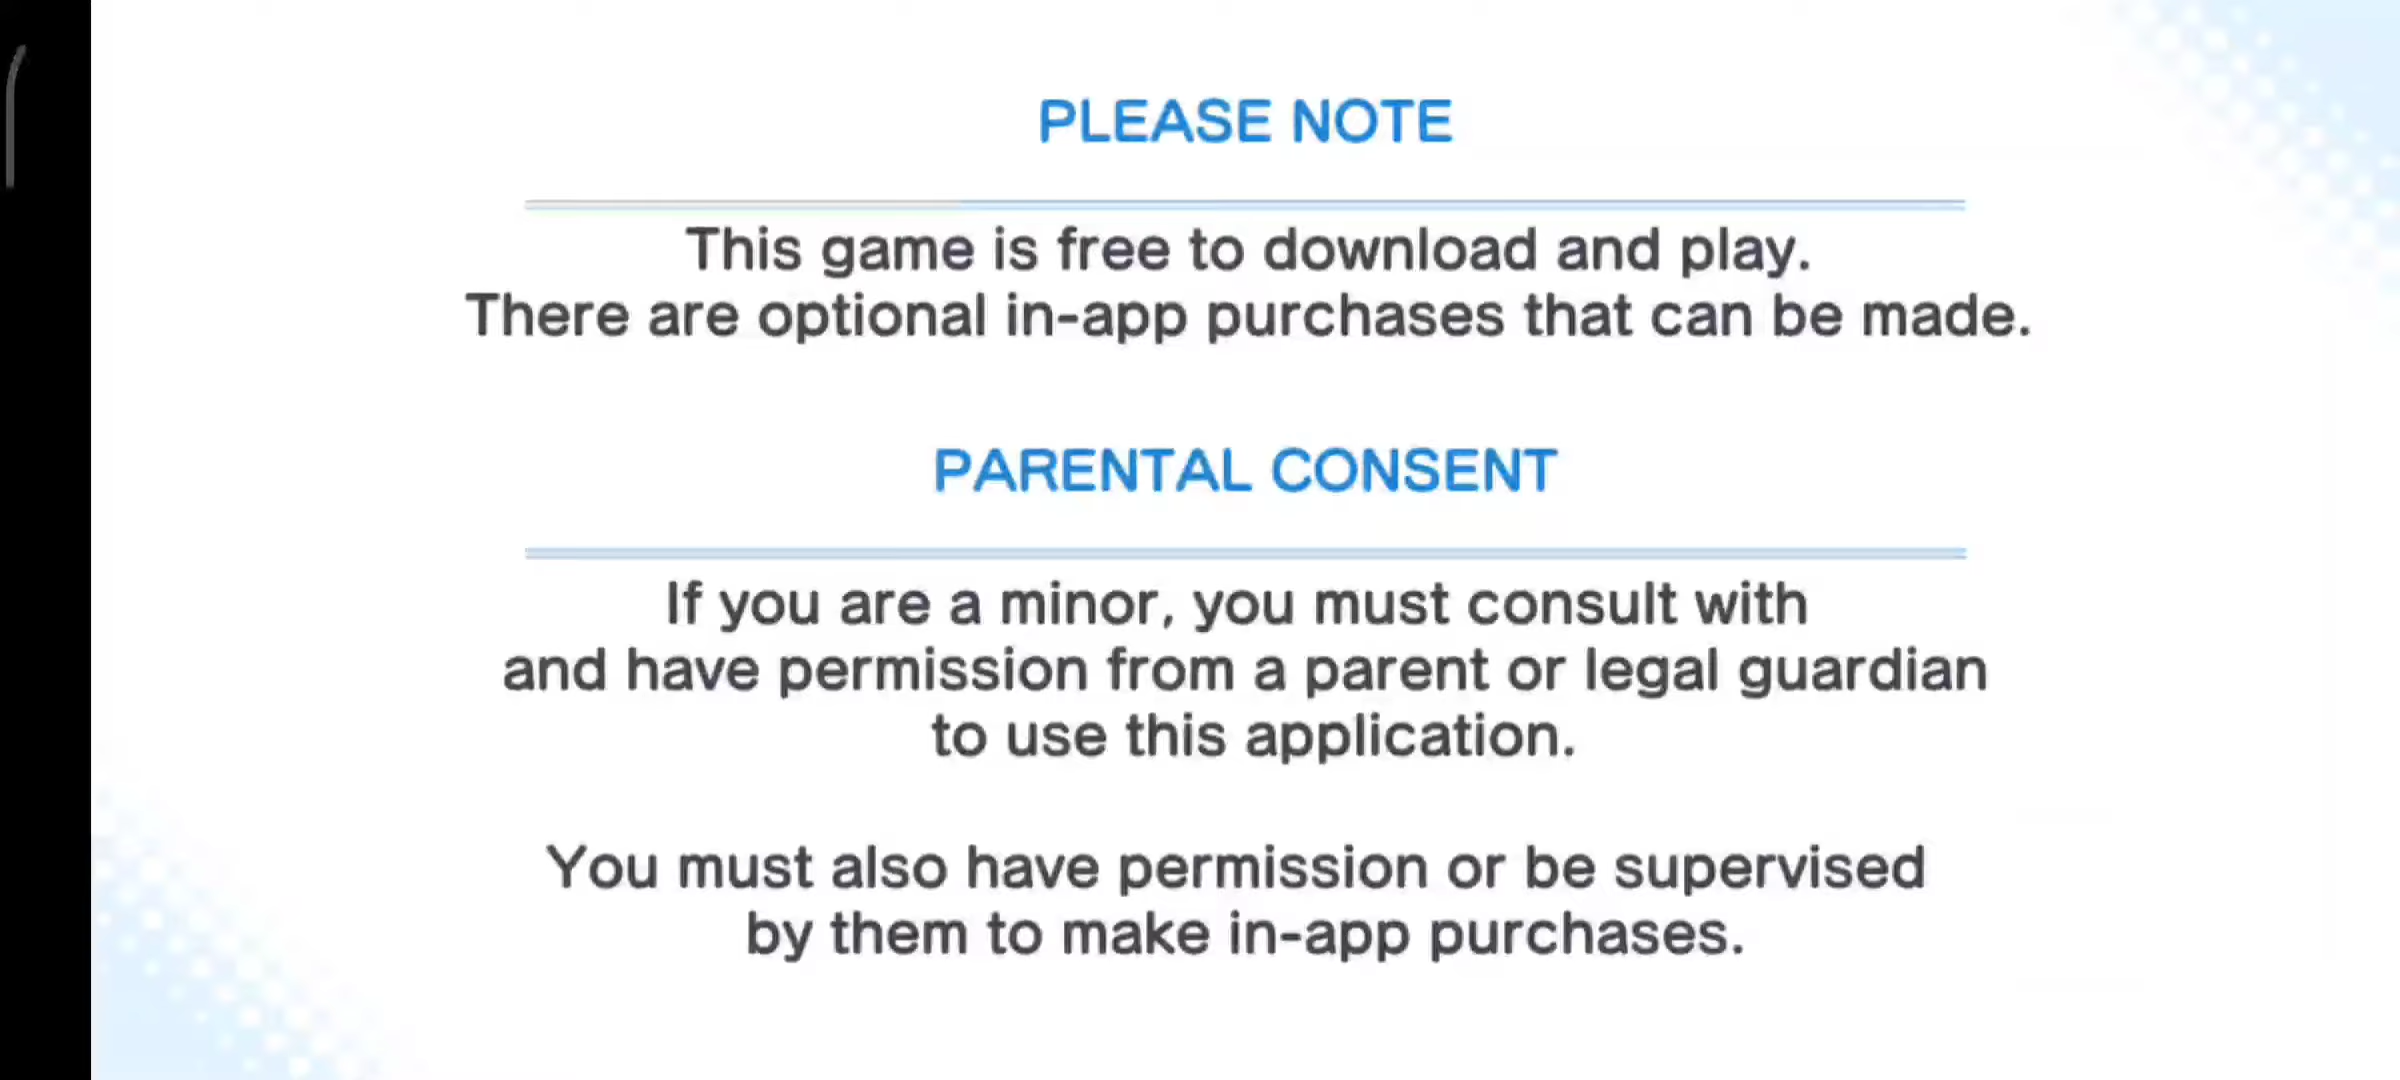 PLEASE NOTE
This game is free to download and play.
There are optional in-app purchases that can be made.
PARENTAL CONSENT
If you are a minor, you must consult with
and have permission from a parent or legal guardian
to use this application.
You must also have permission or be supervised
by them to make in-app purchases.